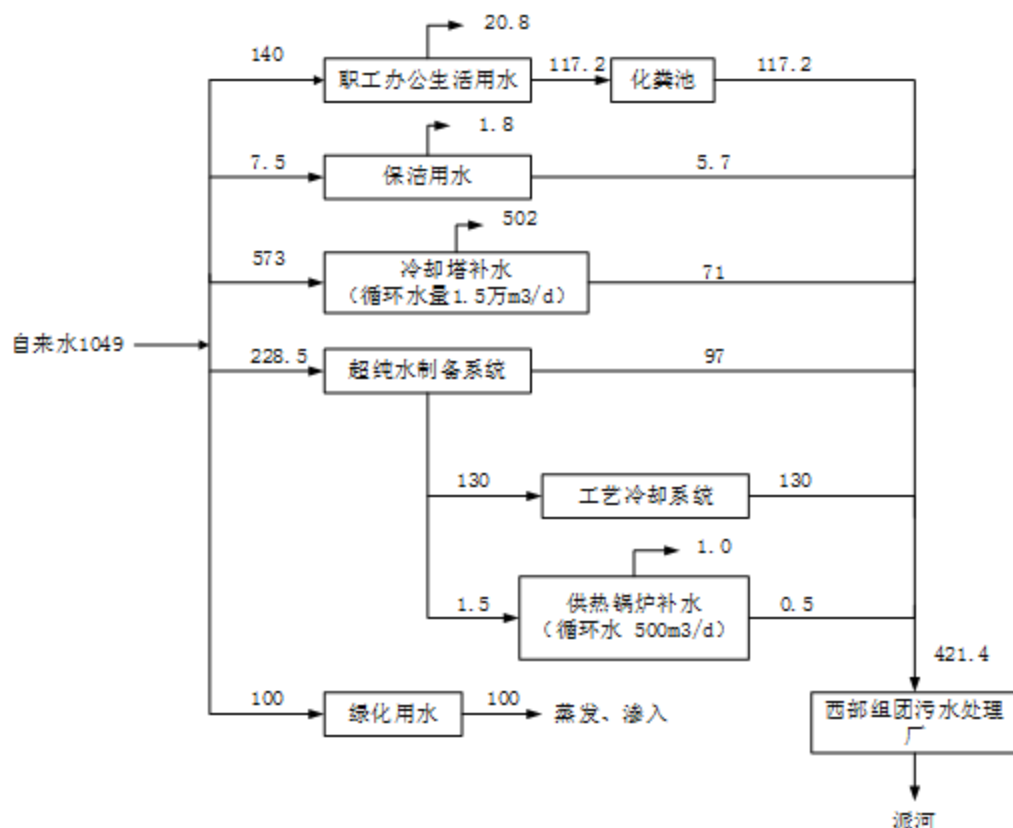 20.8
140
职工办公生活用水
117.2
化粪池
117.2
1.8
7.5
保洁用水
5.7
502
573
冷却塔补水
（循环水量1.5万m3/d）
71
自来水1049
228.5
超纯水制备系统
97
130
工艺冷却系统
130
1.0
1.5
供热锅炉补水
（循环水 500m3/d）
0.5
421.4
100
绿化用水
100
蒸发、渗入
西部组团污水处理
厂
派河